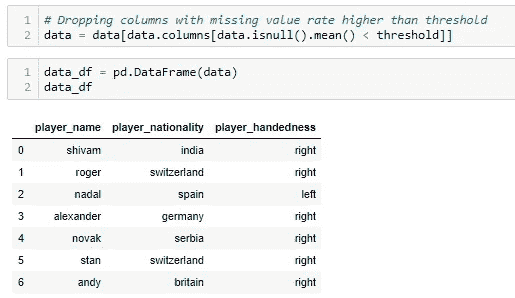 1 # Dropping columns with missing value rate higher than threshold
2 data = data[data.columns[data.isnull().mean() < threshold]]
1 data_df = pd.DataFrame(data)
2 data_df
player_name player_nationality player_handedness
0 shivam india right
1 roger switzerland right
2 nadal spain left
3 alexander germany right
4 novak serbia right
5 stan switzerland right
6 andy britain right